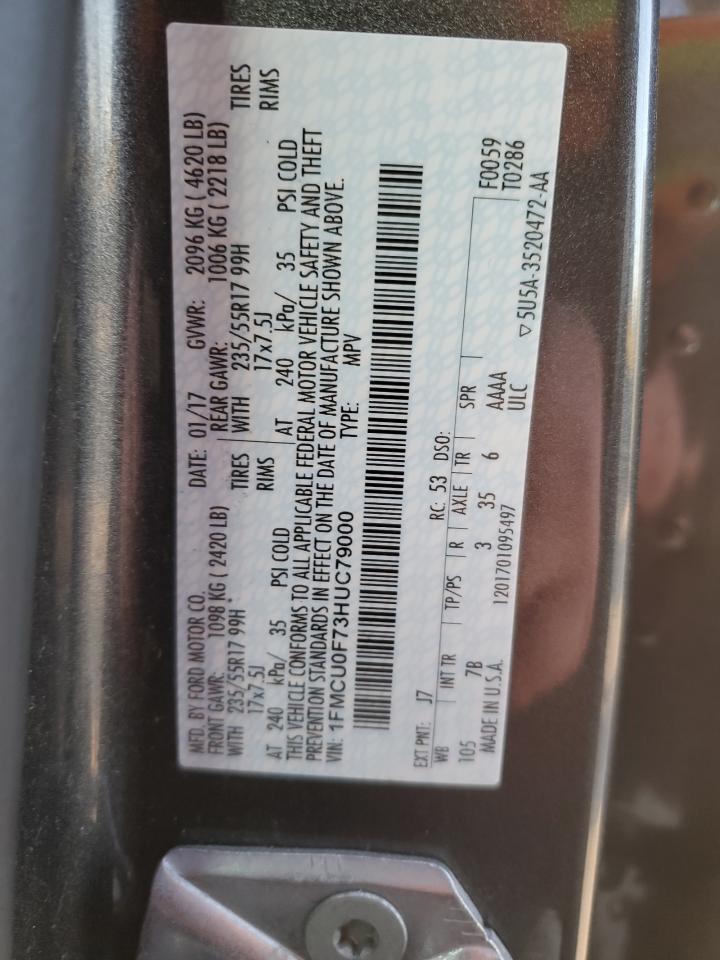 MFD. BY FORD MOTOR CO. DATE: 01/17 GVWR: 2096 KG ( 4620 LB)
FRONT GAWR: 1098 KG ( 2420 LB) REAR GAWR: 1006 KG ( 2218 LB)
WITH 235/55R17 99H TIRES WITH 235/55R17 99H TIRES
17x7.5J RIMS 17x7.5J RIMS
AT 240 kPa/ 35 PSI COLD AT 240 kPa/ 35 PSI COLD
THIS VEHICLE CONFORMS TO ALL APPLICABLE FEDERAL MOTOR VEHICLE SAFETY AND THEFT
PREVENTION STANDARDS IN EFFECT ON THE DATE OF MANUFACTURE SHOWN ABOVE.
VIN: 1FMCU0F73HUC79000 TYPE: MPV
EXT PNT: J7 RC: 53 DSO: F0059
WB INT TR TP/PS R AXLE TR SPR T0286
105 7B 3 35 6 AAAA
MADE IN U.S.A. 1201701095497 ULC
▽5U5A-3520472-AA